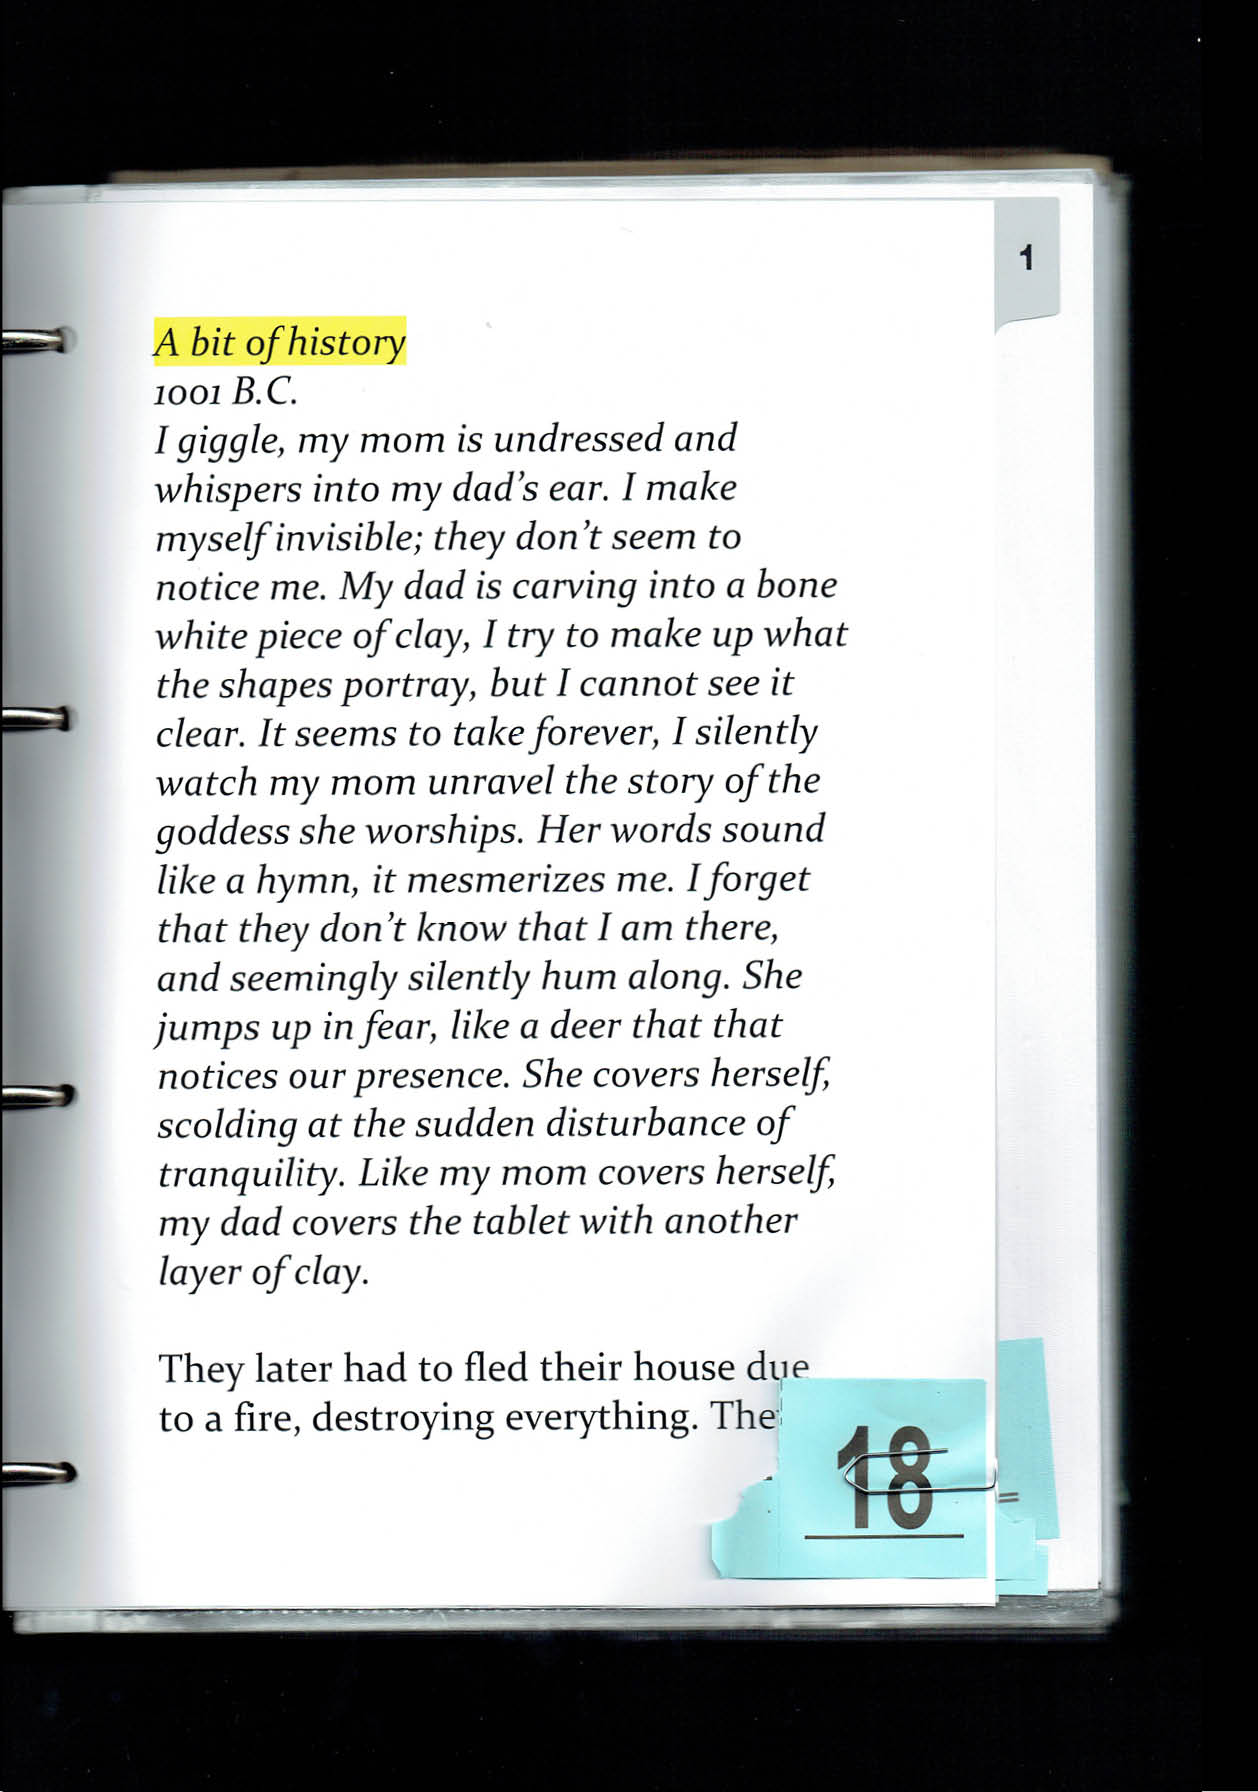 1
A bit of history
1001 B.C.
I giggle, my mom is undressed and
whispers into my dad's ear. I make
myself invisible; they don't seem to
notice me. My dad is carving into a bone
white piece of clay, I try to make up what
the shapes portray, but I cannot see it
clear. It seems to take forever, I silently
watch my mom unravel the story of the
goddess she worships. Her words sound
like a hymn, it mesmerizes me. I forget
that they don't know that I am there,
and seemingly silently hum along. She
jumps up in fear, like a deer that that
notices our presence. She covers herself,
scolding at the sudden disturbance of
tranquility. Like my mom covers herself,
my dad covers the tablet with another
layer of clay.
They later had to fled their house due
to a fire, destroying everything.
18